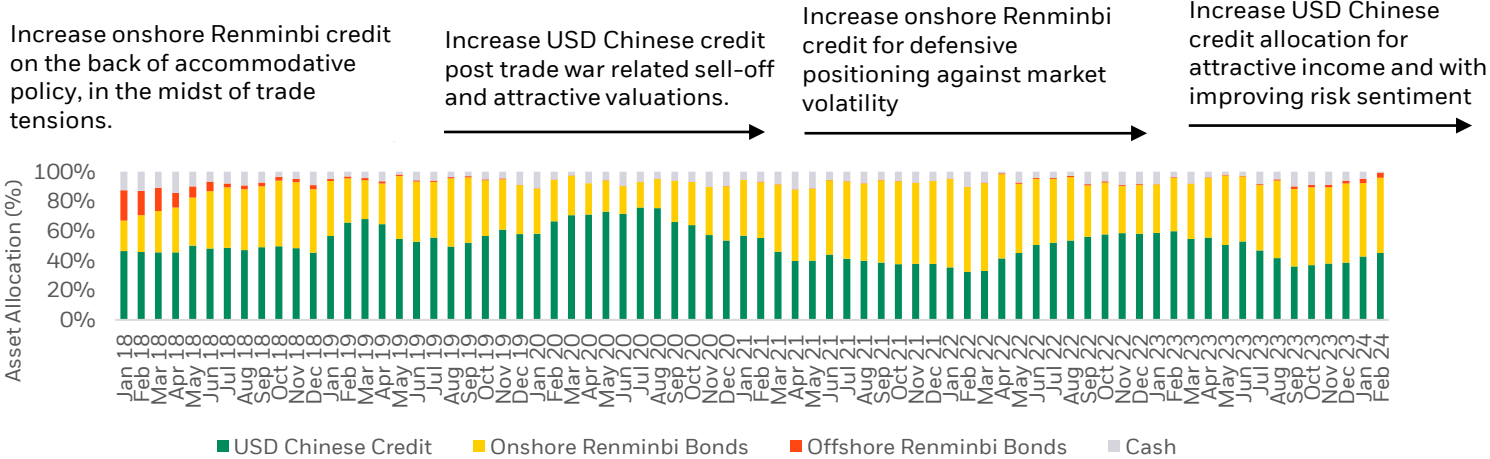 Increase onshore Renminbi credit
on the back of accommodative
policy, in the midst of trade
tensions.
Increase USD Chinese credit
post trade war related sell-off
and attractive valuations.
Increase onshore Renminbi
credit for defensive
positioning against market
volatility
Increase USD Chinese
credit allocation for
attractive income and with
improving risk sentiment
Asset Allocation (%)
100%
80%
60%
40%
20%
0%
Jan 18
Feb 18
Mar 18
Apr 18
May 18
Jun 18
Jul 18
Aug 18
Sep 18
Oct 18
Nov 18
Dec 18
Jan 19
Feb 19
Mar 19
Apr 19
May 19
Jun 19
Jul 19
Aug 19
Sep 19
Oct 19
Nov 19
Dec 19
Jan 20
Feb 20
Mar 20
Apr 20
May 20
Jun 20
Jul 20
Aug 20
Sep 20
Oct 20
Nov 20
Dec 20
Jan 21
Feb 21
Mar 21
Apr 21
May 21
Jun 21
Jul 21
Aug 21
Sep 21
Oct 21
Nov 21
Dec 21
Jan 22
Feb 22
Mar 22
Apr 22
May 22
Jun 22
Jul 22
Aug 22
Sep 22
Oct 22
Nov 22
Dec 22
Jan 23
Feb 23
Mar 23
Apr 23
May 23
Jun 23
Jul 23
Aug 23
Sep 23
Oct 23
Nov 23
Dec 23
Jan 24
Feb 24
USD Chinese Credit
Onshore Renminbi Bonds
Offshore Renminbi Bonds
Cash